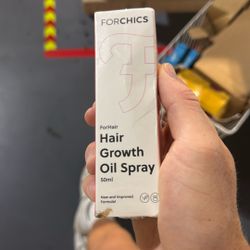 FORCHICS
ForHair
Hair
Growth
Oil Spray
50ml
New and Improved
Formula!